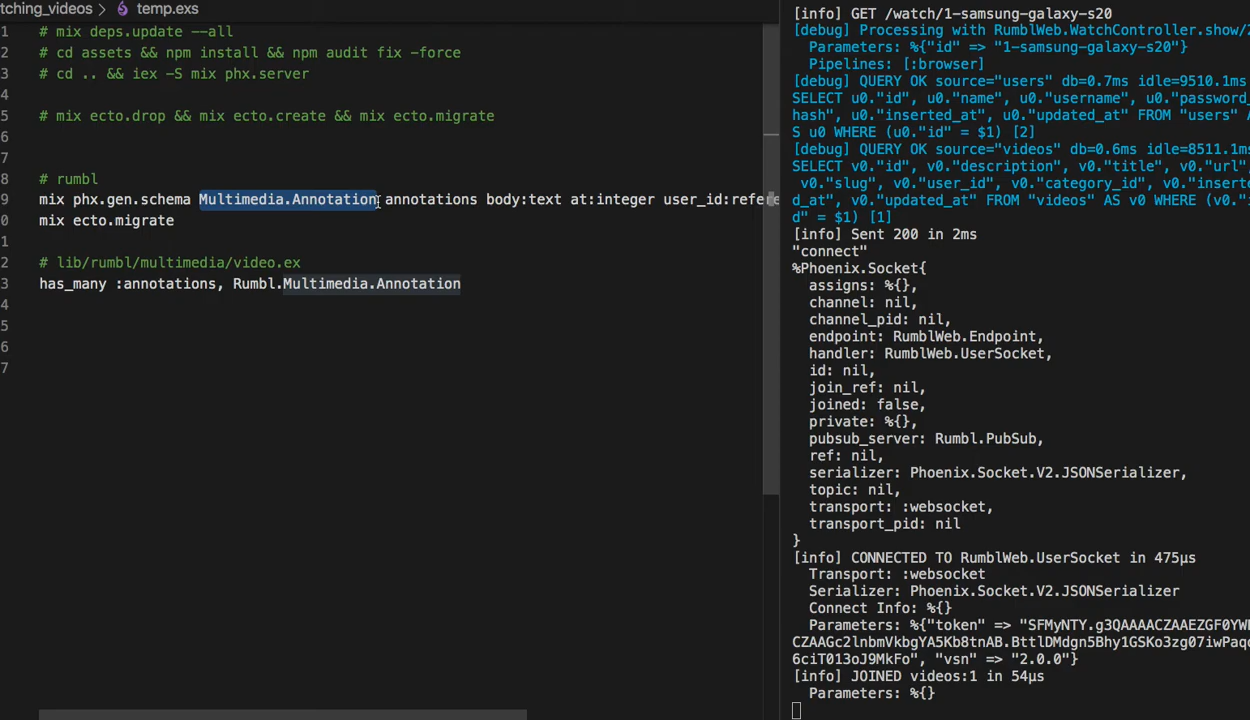 tching_videos > temp.exs
1 # mix deps.update --all
2 # cd assets && npm install && npm audit fix -force
3 # cd .. && iex -S mix phx.server
4
5 # mix ecto.drop && mix ecto.create && mix ecto.migrate
6
7
8 # rumbl
9 mix phx.gen.schema Multimedia.Annotation annotations body:text at:integer user_id:refere
0 mix ecto.migrate
1
2 # lib/rumbl/multimedia/video.ex
3 has_many :annotations, Rumbl.Multimedia.Annotation
4
5
6
7
[info] GET /watch/1-samsung-galaxy-s20
[debug] Processing with RumblWeb.WatchController.show/2
Parameters: %{"id" => "1-samsung-galaxy-s20"}
Pipelines: [:browser]
[debug] QUERY OK source="users" db=0.7ms idle=9510.1ms
SELECT u0."id", u0."name", u0."username", u0."password_
hash", u0."inserted_at", u0."updated_at" FROM "users" A
S u0 WHERE (u0."id" = $1) [2]
[debug] QUERY OK source="videos" db=0.6ms idle=8511.1ms
SELECT v0."id", v0."description", v0."title", v0."url",
v0."slug", v0."user_id", v0."category_id", v0."inserte
d_at", v0."updated_at" FROM "videos" AS v0 WHERE (v0."i
d" = $1) [1]
[info] Sent 200 in 2ms
"connect"
%Phoenix.Socket{
assigns: %{},
channel: nil,
channel_pid: nil,
endpoint: RumblWeb.Endpoint,
handler: RumblWeb.UserSocket,
id: nil,
join_ref: nil,
joined: false,
private: %{},
pubsub_server: Rumbl.PubSub,
ref: nil,
serializer: Phoenix.Socket.V2.JSONSerializer,
topic: nil,
transport: :websocket,
transport_pid: nil
}
[info] CONNECTED TO RumblWeb.UserSocket in 475µs
Transport: :websocket
Serializer: Phoenix.Socket.V2.JSONSerializer
Connect Info: %{}
Parameters: %{"token" => "SFMyNTY.g3QAAAACZAAEZGF0YW
CZAAGc2lnbmVkbgYA5Kb8tnAB.BttlDMdgn5Bhy1GSKo3zg07iwPaqc
6ciT013oJ9MkFo", "vsn" => "2.0.0"}
[info] JOINED videos:1 in 54µs
Parameters: %{}